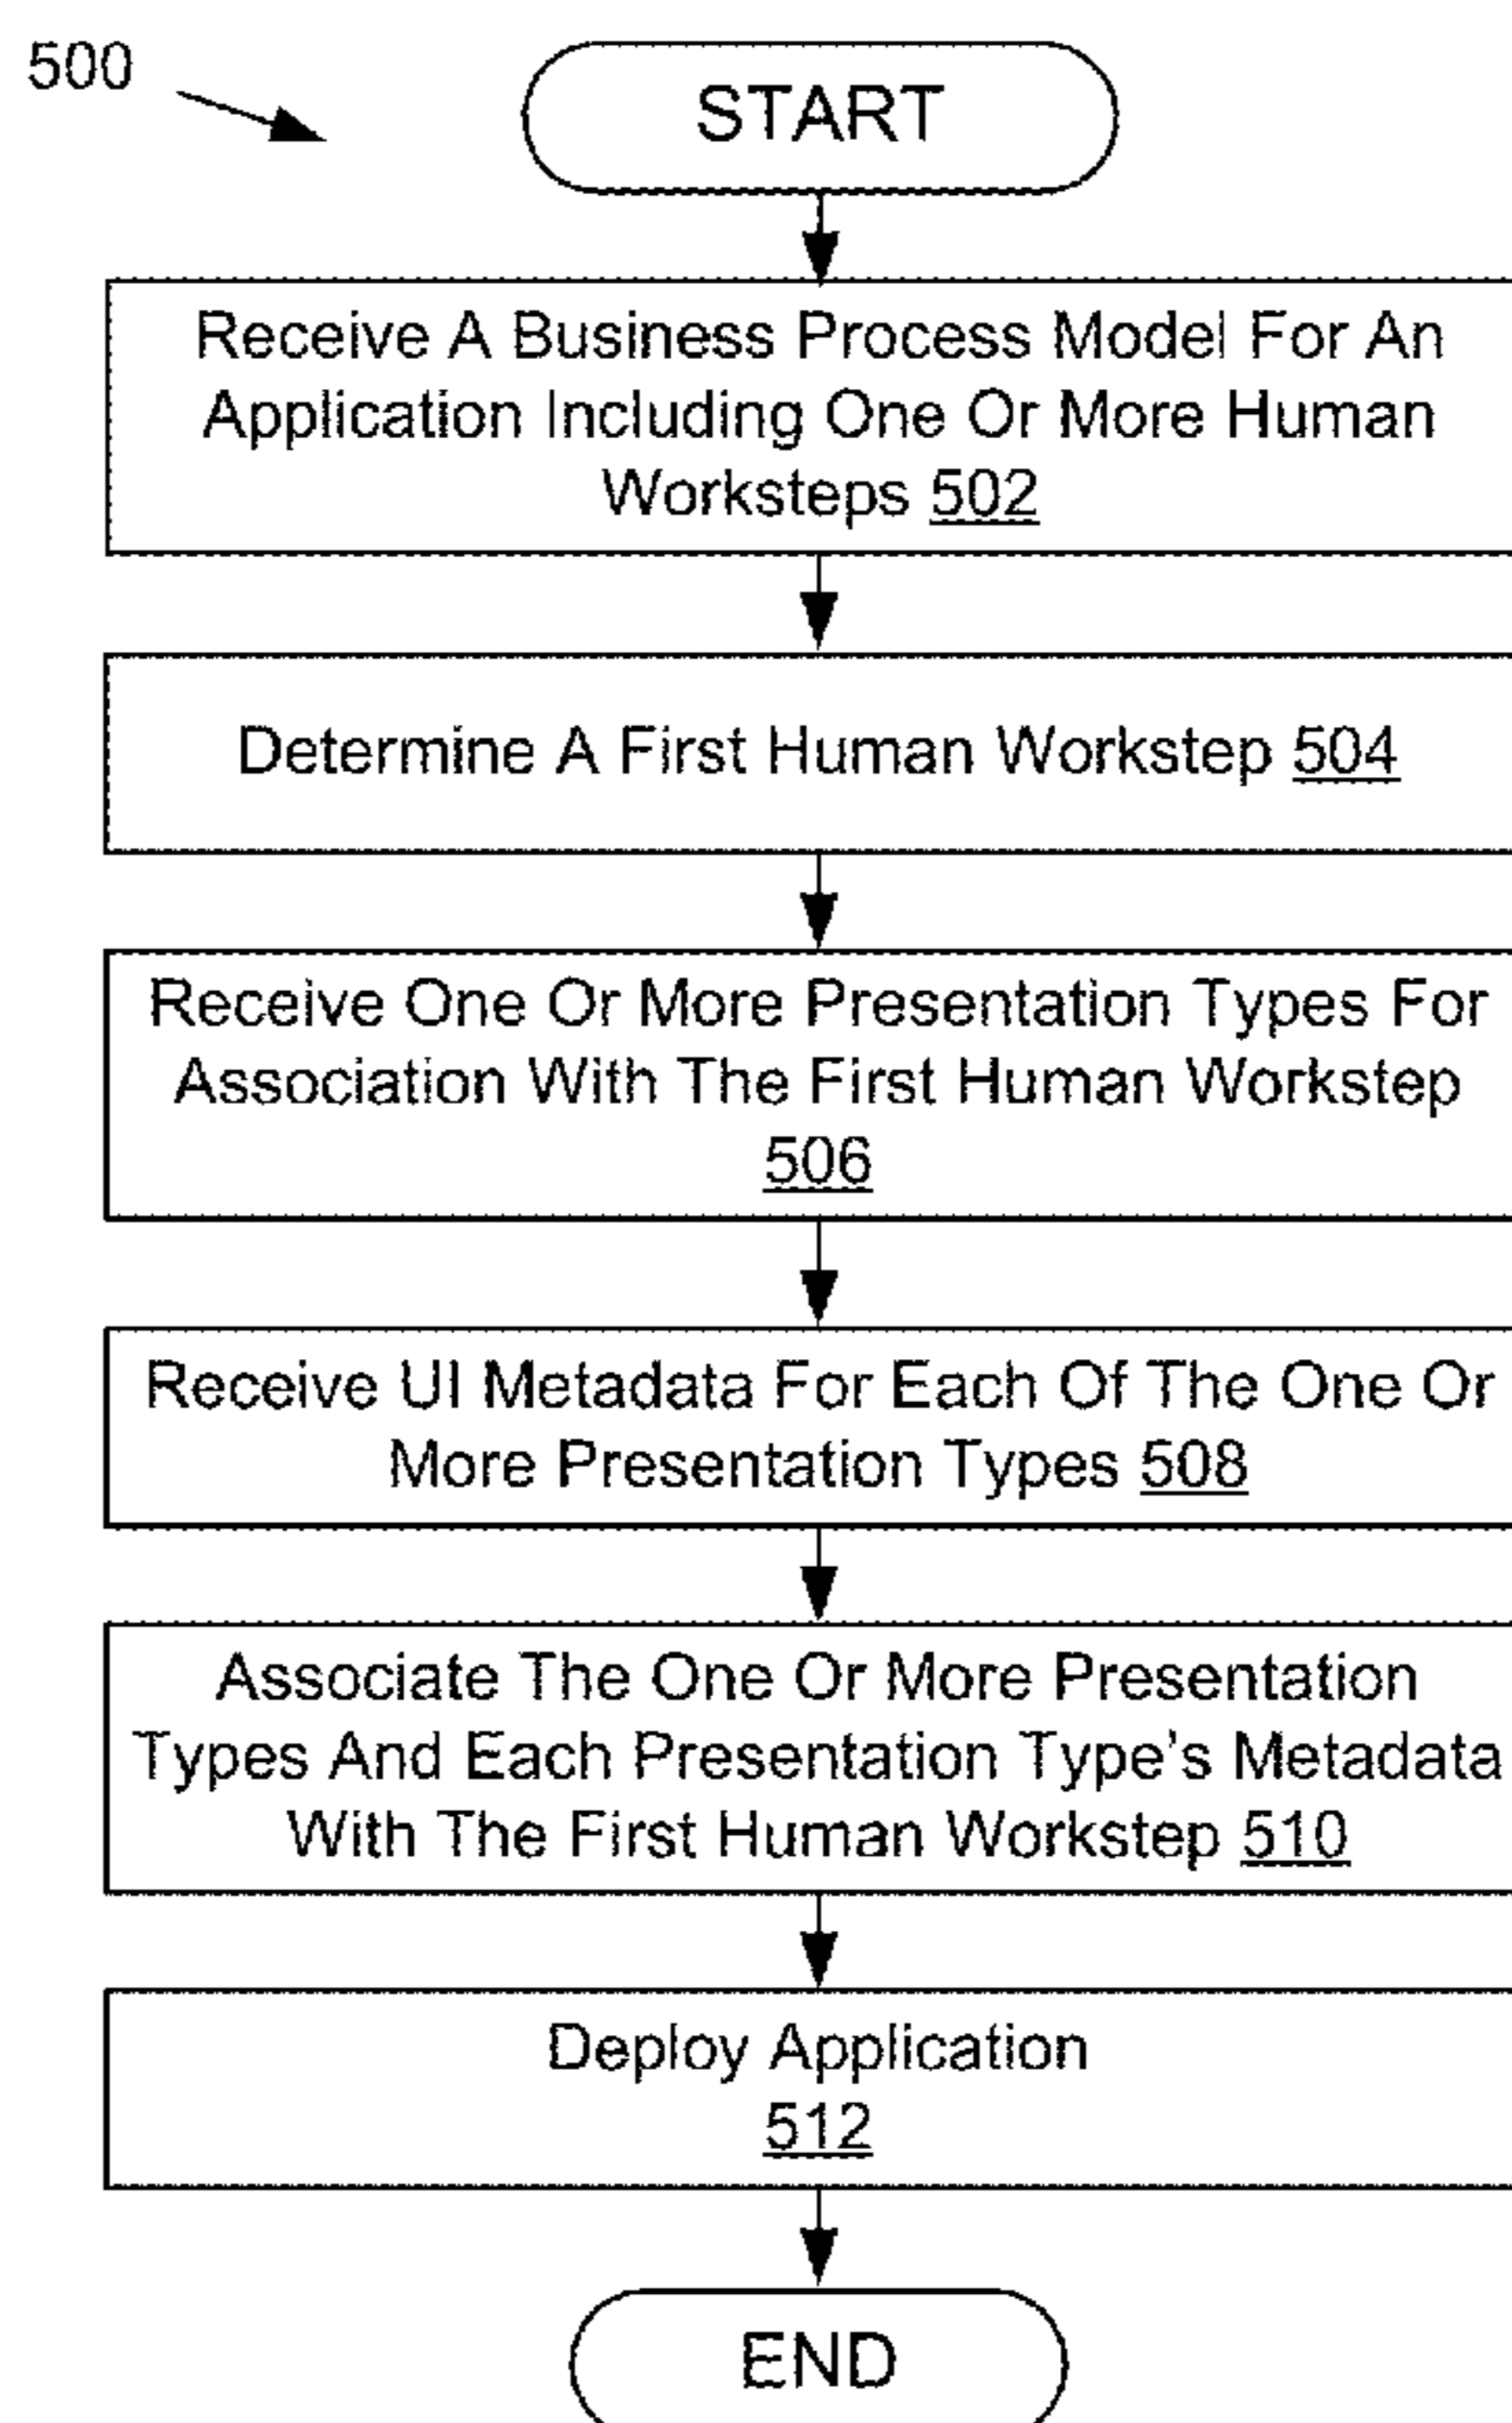 500
START
Receive A Business Process Model For An
Application Including One Or More Human
Worksteps 502
Determine A First Human Workstep 504
Receive One Or More Presentation Types For
Association With The First Human Workstep
506
Receive UI Metadata For Each Of The One Or
More Presentation Types 508
Associate The One Or More Presentation
Types And Each Presentation Type's Metadata
With The First Human Workstep 510
Deploy Application
512
END